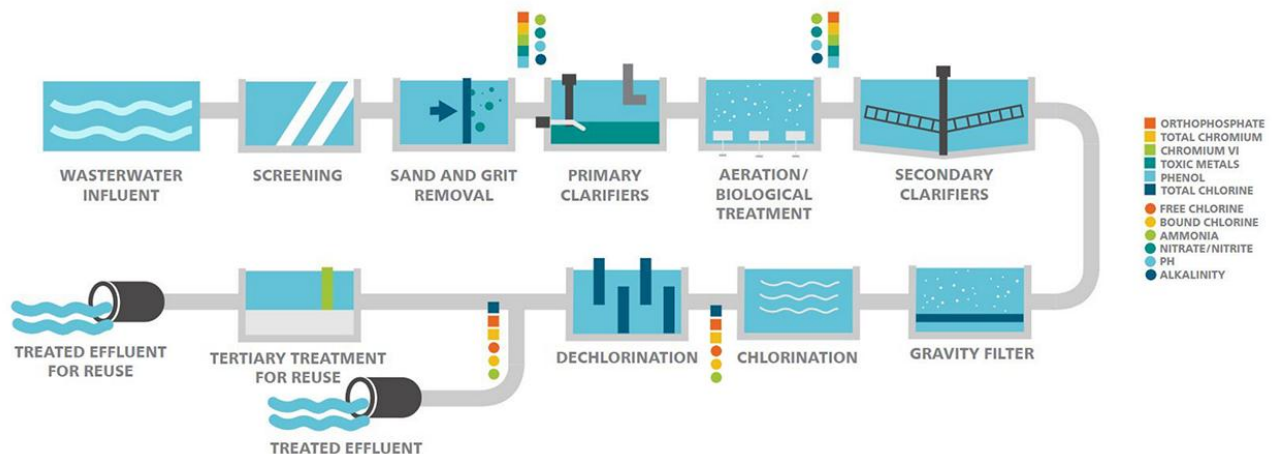 WASTERWATER
INFLUENT
SCREENING
SAND AND GRIT
REMOVAL
PRIMARY
CLARIFIERS
AERATION/
BIOLOGICAL
TREATMENT
SECONDARY
CLARIFIERS
ORTHOPHOSPHATE
TOTAL CHROMIUM
CHROMIUM VI
TOXIC METALS
PHENOL
TOTAL CHLORINE
FREE CHLORINE
BOUND CHLORINE
AMMONIA
NITRATE/NITRITE
PH
ALKALINITY
TREATED EFFLUENT
FOR REUSE
TERTIARY TREATMENT
FOR REUSE
DECHLORINATION
CHLORINATION
GRAVITY FILTER
TREATED EFFLUENT